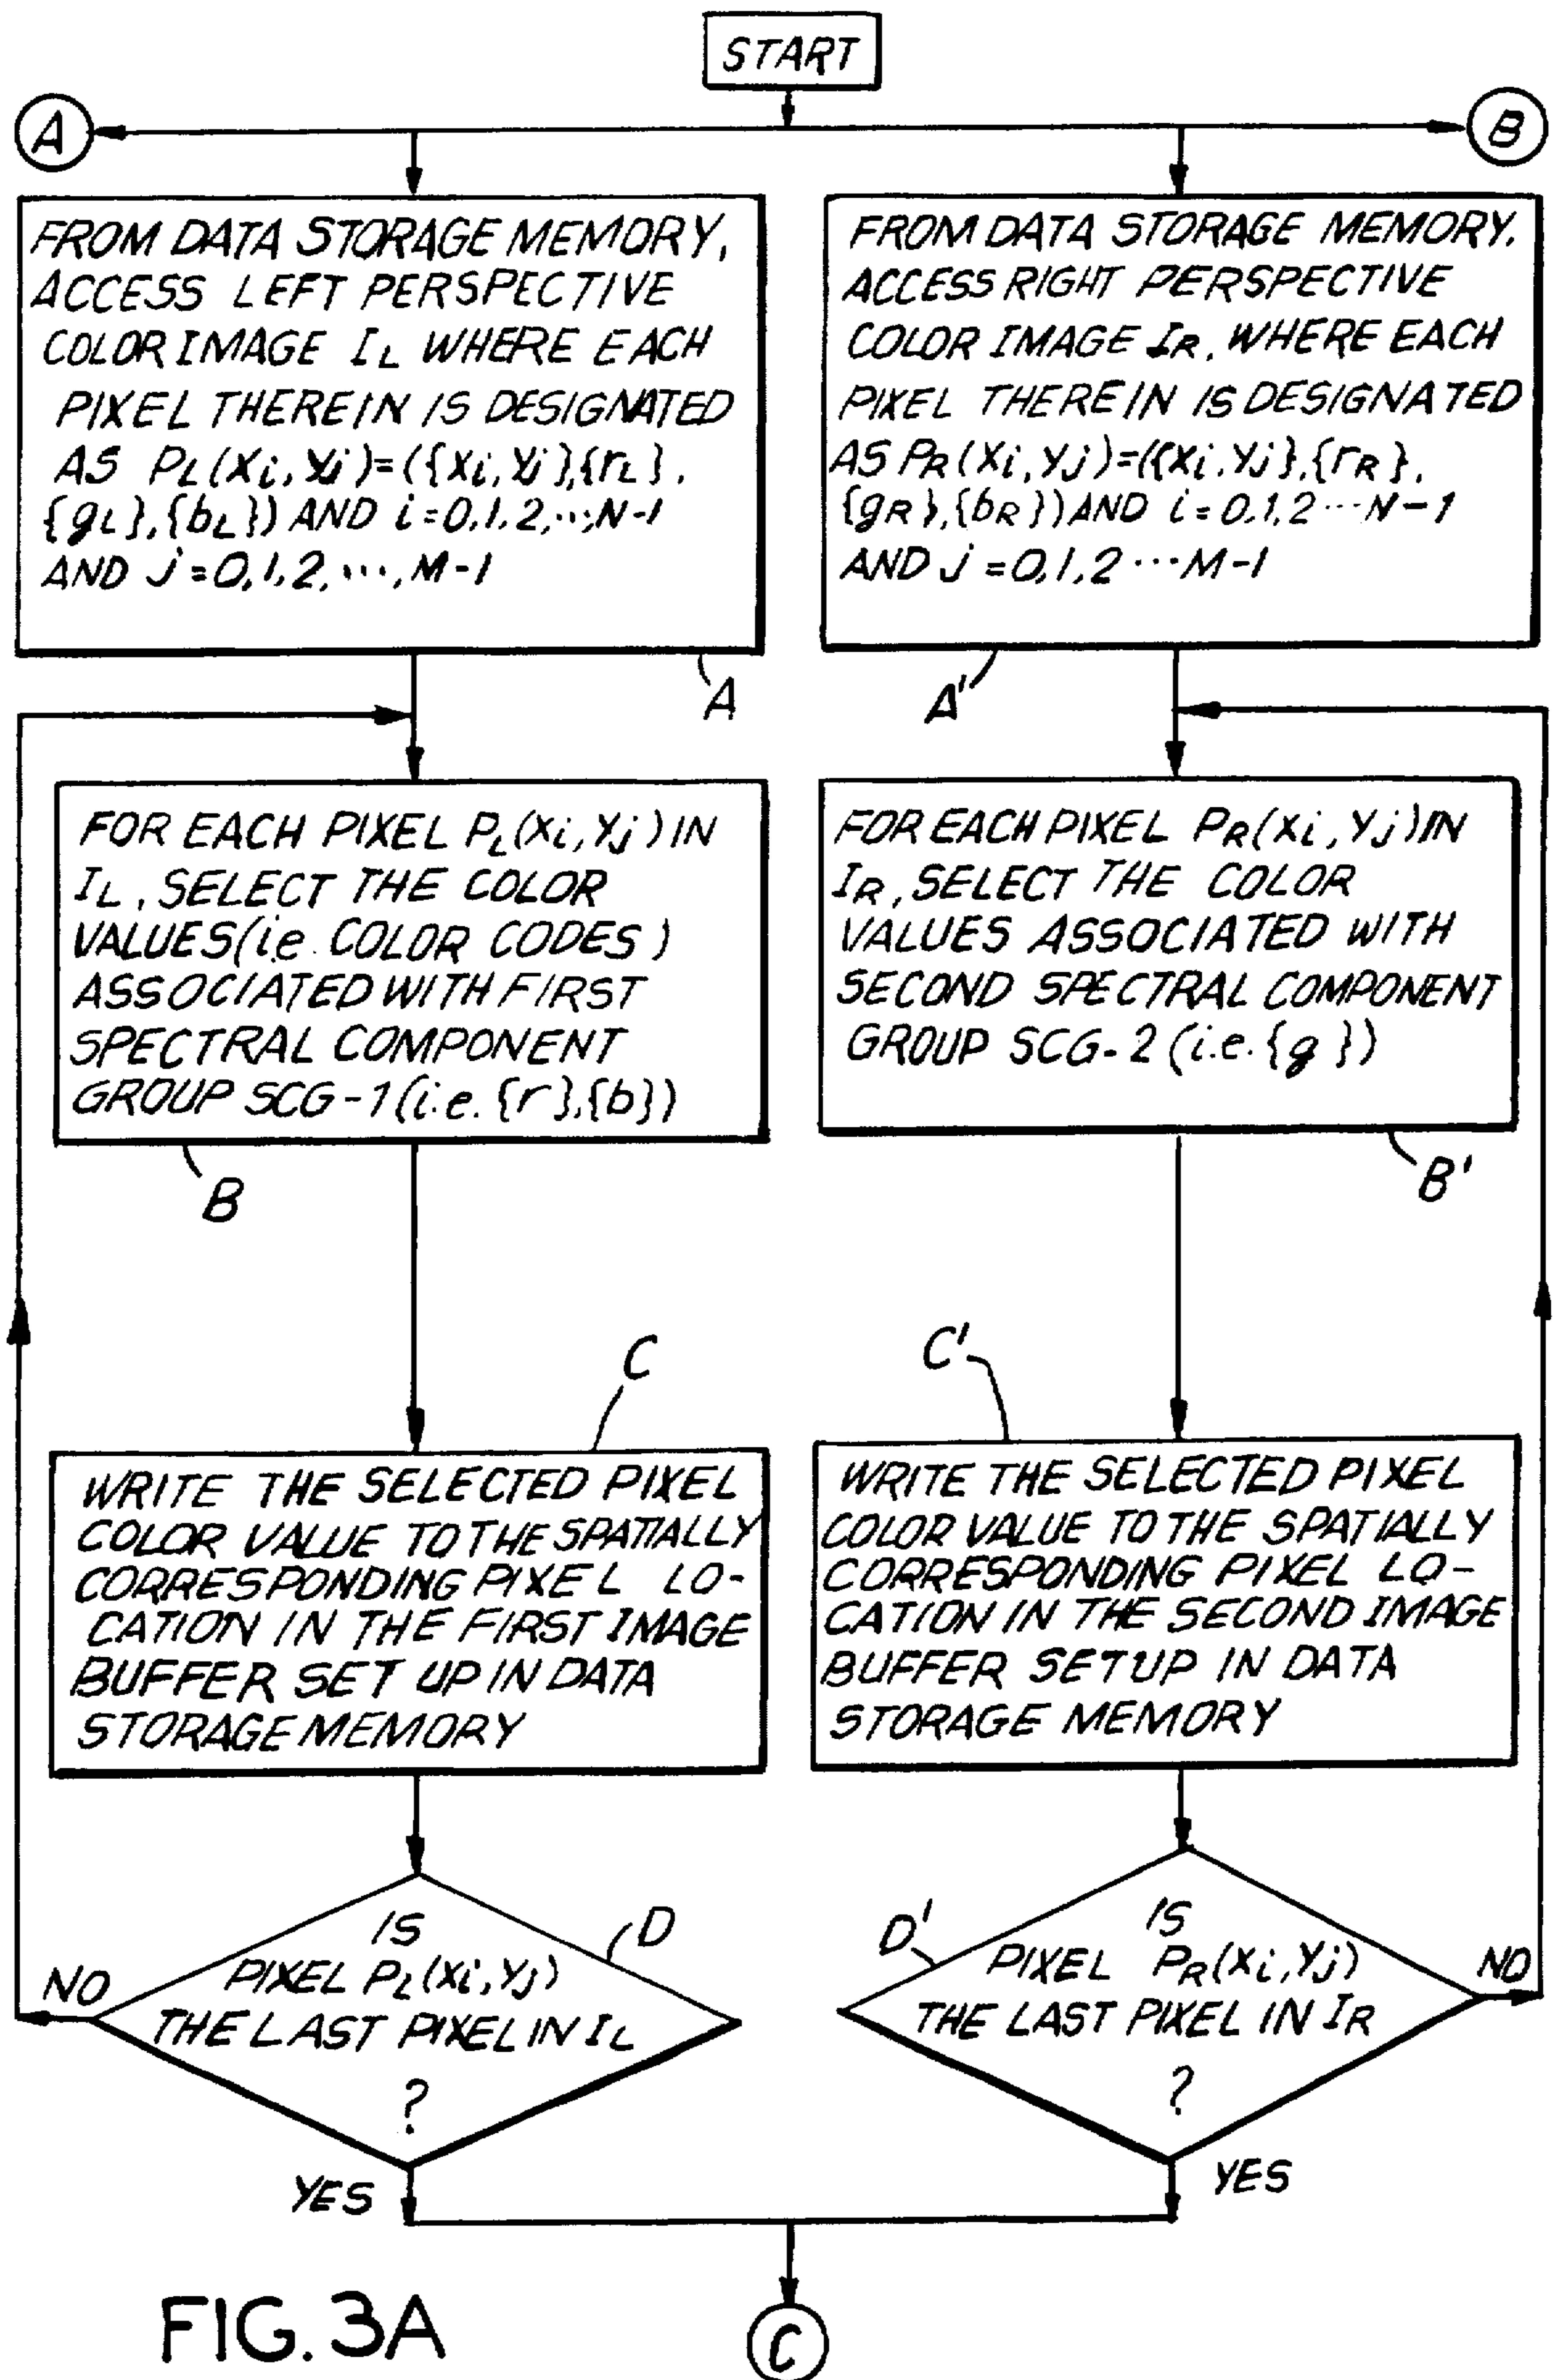 START
A
B
FROM DATA STORAGE MEMORY,
ACCESS LEFT PERSPECTIVE
COLOR IMAGE IL WHERE EACH
PIXEL THEREIN IS DESIGNATED
AS PL(xi, yj)=({xi, yj},{rL},
{gL},{bL}) AND i=0,1,2,...,N-1
AND j=0,1,2,...,M-1
A
FROM DATA STORAGE MEMORY,
ACCESS RIGHT PERSPECTIVE
COLOR IMAGE IR, WHERE EACH
PIXEL THEREIN IS DESIGNATED
AS PR(xi, yj)=({xi,yj},{rR},
{gR},{bR}) AND i=0,1,2...N-1
AND j=0,1,2...M-1
A'
FOR EACH PIXEL PL(xi, yj) IN
IL, SELECT THE COLOR
VALUES (i.e. COLOR CODES)
ASSOCIATED WITH FIRST
SPECTRAL COMPONENT
GROUP SCG-1 (i.e. {r},{b})
B
FOR EACH PIXEL PR(xi, yj) IN
IR, SELECT THE COLOR
VALUES ASSOCIATED WITH
SECOND SPECTRAL COMPONENT
GROUP SCG-2 (i.e. {g})
B'
C
WRITE THE SELECTED PIXEL
COLOR VALUE TO THE SPATIALLY
CORRESPONDING PIXEL LO-
CATION IN THE FIRST IMAGE
BUFFER SET UP IN DATA
STORAGE MEMORY
C'
WRITE THE SELECTED PIXEL
COLOR VALUE TO THE SPATIALLY
CORRESPONDING PIXEL LO-
CATION IN THE SECOND IMAGE
BUFFER SETUP IN DATA
STORAGE MEMORY
D
IS
PIXEL PL(xi,yj)
THE LAST PIXEL IN IL
?
NO
YES
D'
IS
PIXEL PR(xi,yj)
THE LAST PIXEL IN IR
?
NO
YES
C
FIG. 3A